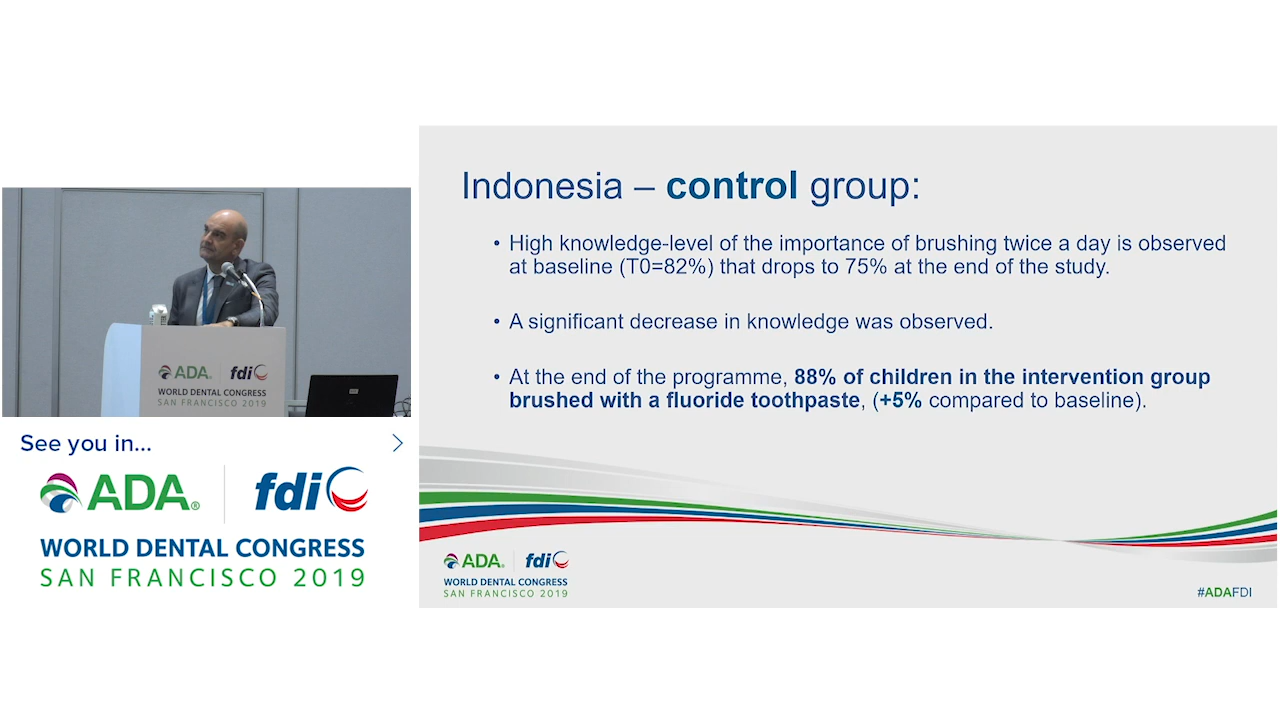 ADA®
fdi
WORLD DENTAL CONGRESS
SAN FRANCISCO 2019
See you in...
ADA®
fdi
WORLD DENTAL CONGRESS
SAN FRANCISCO 2019
Indonesia – control group:
• High knowledge-level of the importance of brushing twice a day is observed
at baseline (T0=82%) that drops to 75% at the end of the study.
• A significant decrease in knowledge was observed.
• At the end of the programme, 88% of children in the intervention group
brushed with a fluoride toothpaste, (+5% compared to baseline).
ADA.
fdi
WORLD DENTAL CONGRESS
SAN FRANCISCO 2019
#ADAFDI